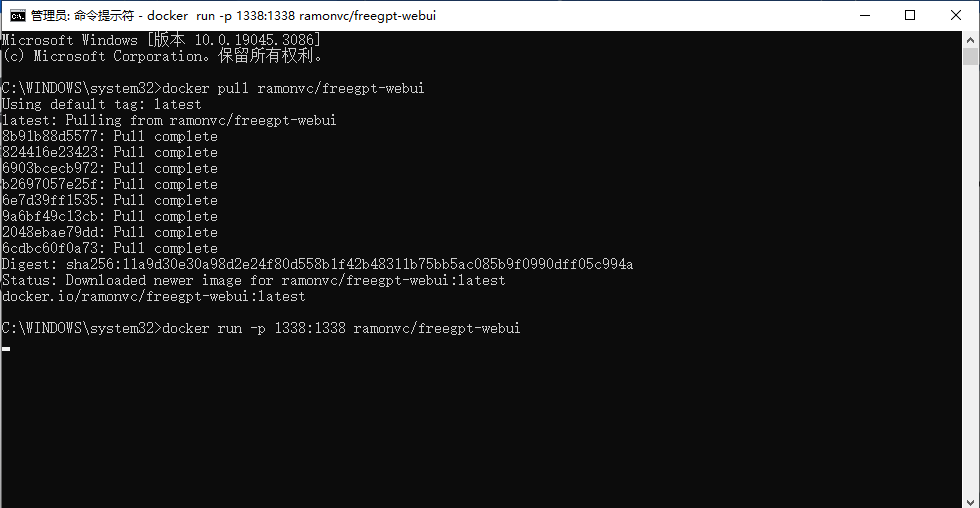 管理员: 命令提示符 - docker  run -p 1338:1338 ramonvc/freegpt-webui
Microsoft Windows [版本 10.0.19045.3086]
(c) Microsoft Corporation。保留所有权利。
C:\WINDOWS\system32>docker pull ramonvc/freegpt-webui
Using default tag: latest
latest: Pulling from ramonvc/freegpt-webui
8b91b88d5577: Pull complete
824416e23423: Pull complete
6903bcecb972: Pull complete
b2697057e25f: Pull complete
6e7d39ff1535: Pull complete
9a6bf49c13cb: Pull complete
2048ebae79dd: Pull complete
6cdbc60f0a73: Pull complete
Digest: sha256:11a9d30e30a98d2e24f80d558b1f42b48311b75bb5ac085b9f0990dff05c994a
Status: Downloaded newer image for ramonvc/freegpt-webui:latest
docker.io/ramonvc/freegpt-webui:latest
C:\WINDOWS\system32>docker run -p 1338:1338 ramonvc/freegpt-webui